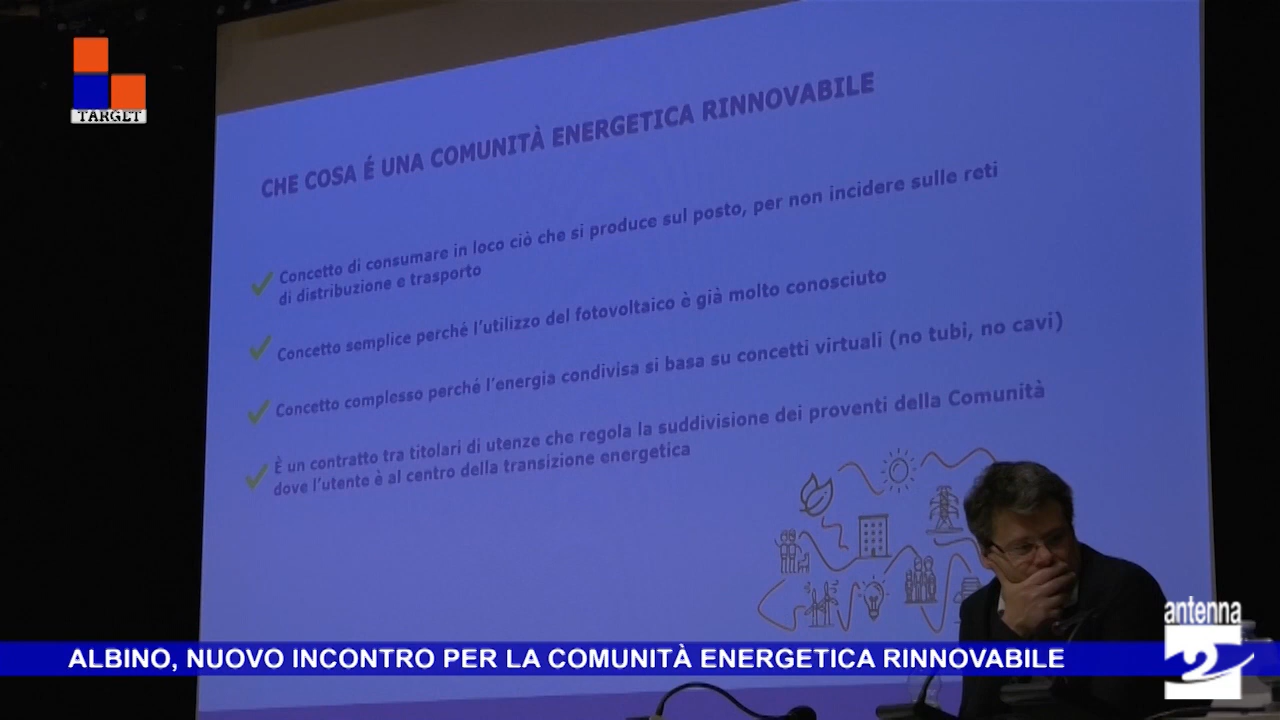 TARGET
CHE COSA É UNA COMUNITÀ ENERGETICA RINNOVABILE
Concetto di consumare in loco ciò che si produce sul posto, per non incidere sulle reti
di distribuzione e trasporto
Concetto semplice perché l'utilizzo del fotovoltaico è già molto conosciuto
Concetto complesso perché l'energia condivisa si basa su concetti virtuali (no tubi, no cavi)
È un contratto tra titolari di utenze che regola la suddivisione dei proventi della Comunità
dove l'utente è al centro della transizione energetica
antenna
2
ALBINO, NUOVO INCONTRO PER LA COMUNITÀ ENERGETICA RINNOVABILE